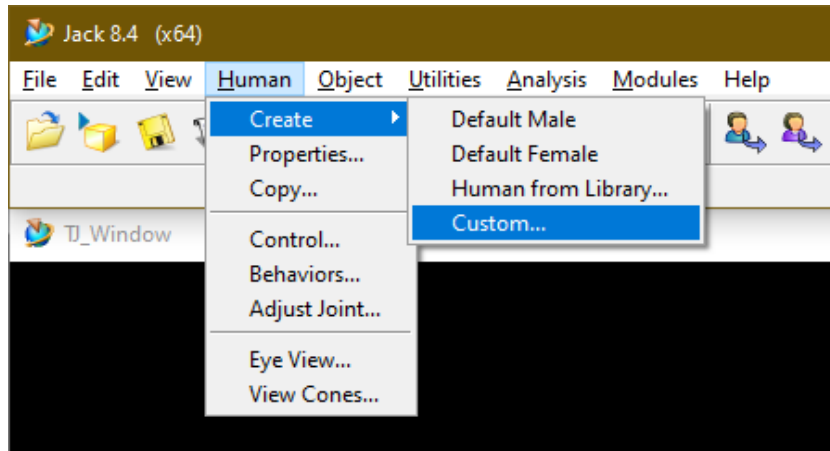 Jack 8.4 (x64)
File Edit View Human Object Utilities Analysis Modules Help
Create
Properties...
Copy...
Control...
Behaviors...
Adjust Joint...
Eye View...
View Cones...
Default Male
Default Female
Human from Library...
Custom...
TJ_Window